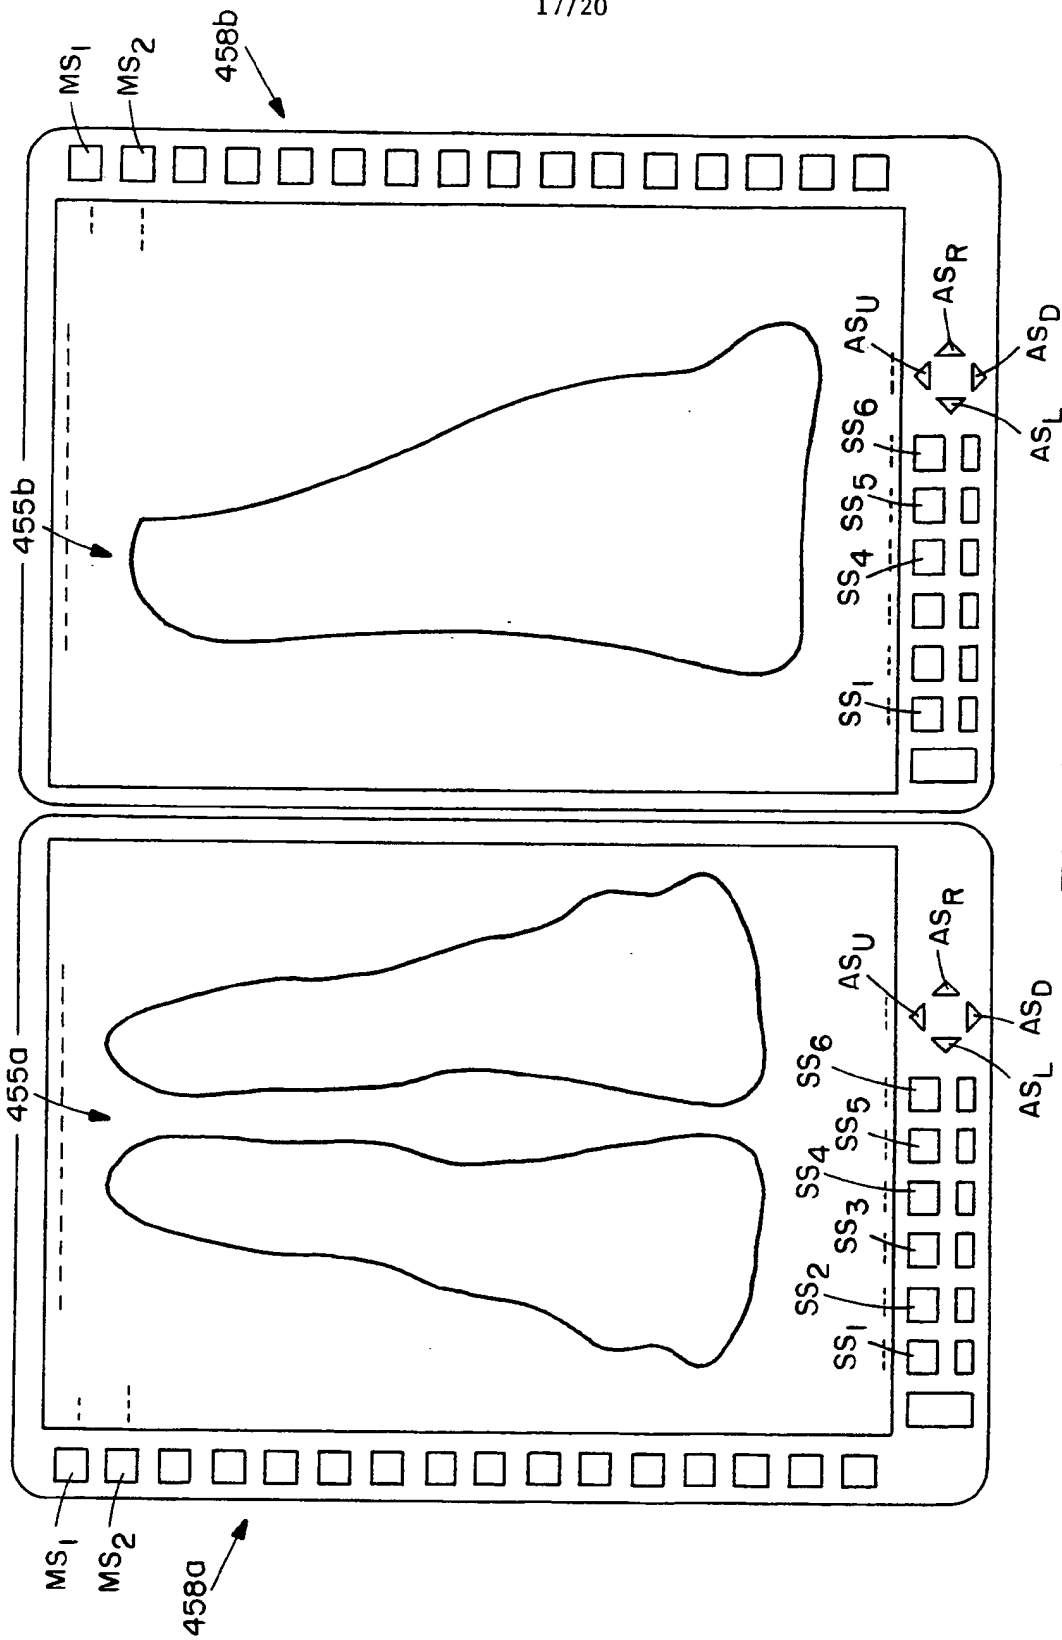 17/20
455a
455b
MS1
MS2
458a
MS1
MS2
458b
SS1
SS2
SS3
SS4
SS5
SS6
ASU
ASR
ASL
ASD
SS1
SS4
SS5
SS6
ASU
ASR
ASL
ASD